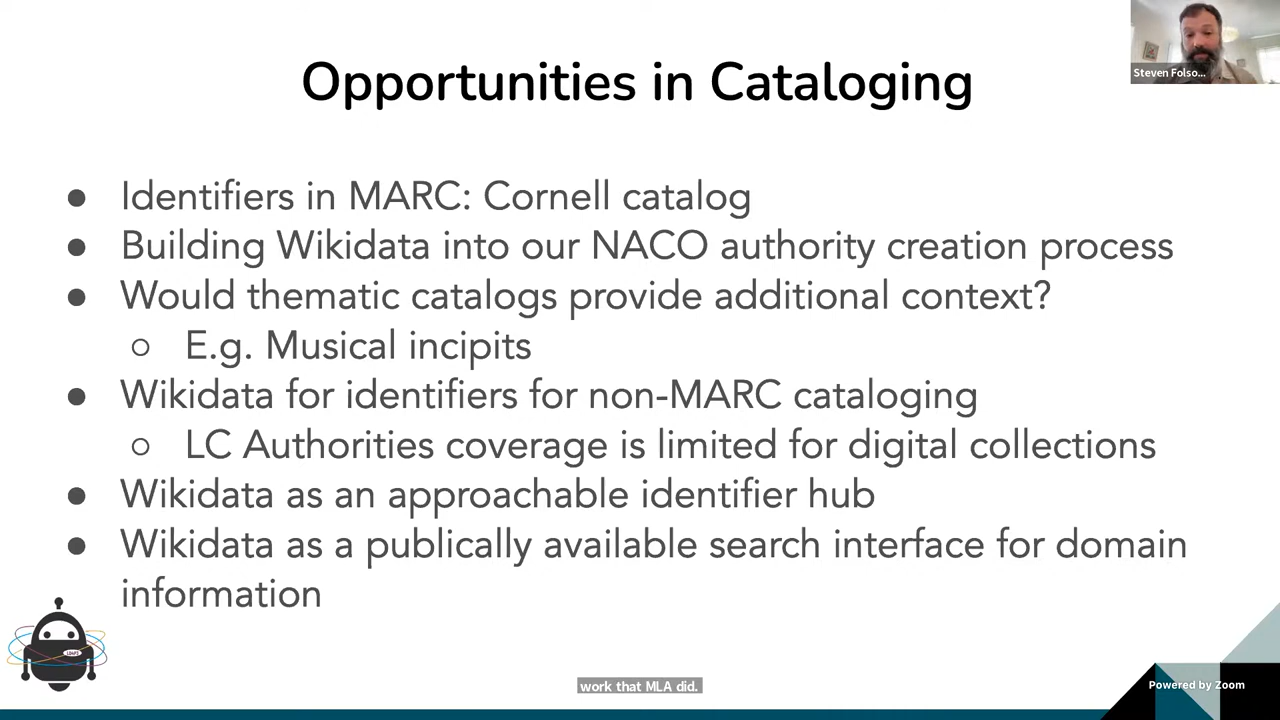 Opportunities in Cataloging
Steven Folso...
● Identifiers in MARC: Cornell catalog
● Building Wikidata into our NACO authority creation process
● Would thematic catalogs provide additional context?
○ E.g. Musical incipits
● Wikidata for identifiers for non-MARC cataloging
○ LC Authorities coverage is limited for digital collections
● Wikidata as an approachable identifier hub
● Wikidata as a publically available search interface for domain
information
work that MLA did.
Powered by Zoom